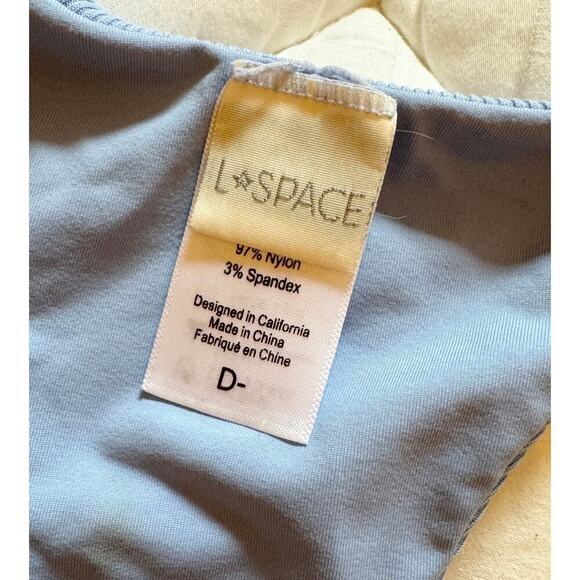 L☆SPACE
97% Nylon
3% Spandex
Designed in California
Made in China
Fabriqué en Chine
D-